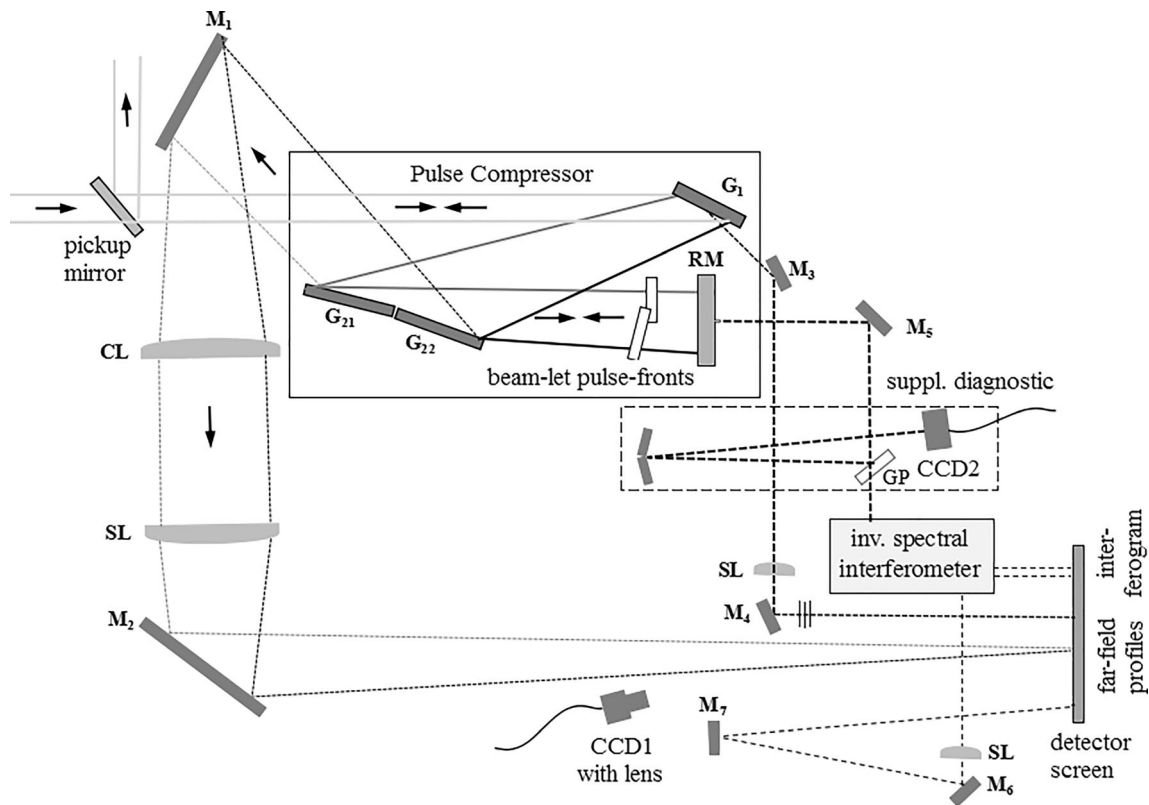 M1
Pulse Compressor
G1
pickup
mirror
RM
M3
G21
G22
M5
CL
beam-let pulse-fronts
suppl. diagnostic
CCD2
GP
SL
inv. spectral
interferometer
inter-
ferogram
SL
M4
M2
far-field
profiles
M7
CCD1
with lens
SL
detector
screen
M6